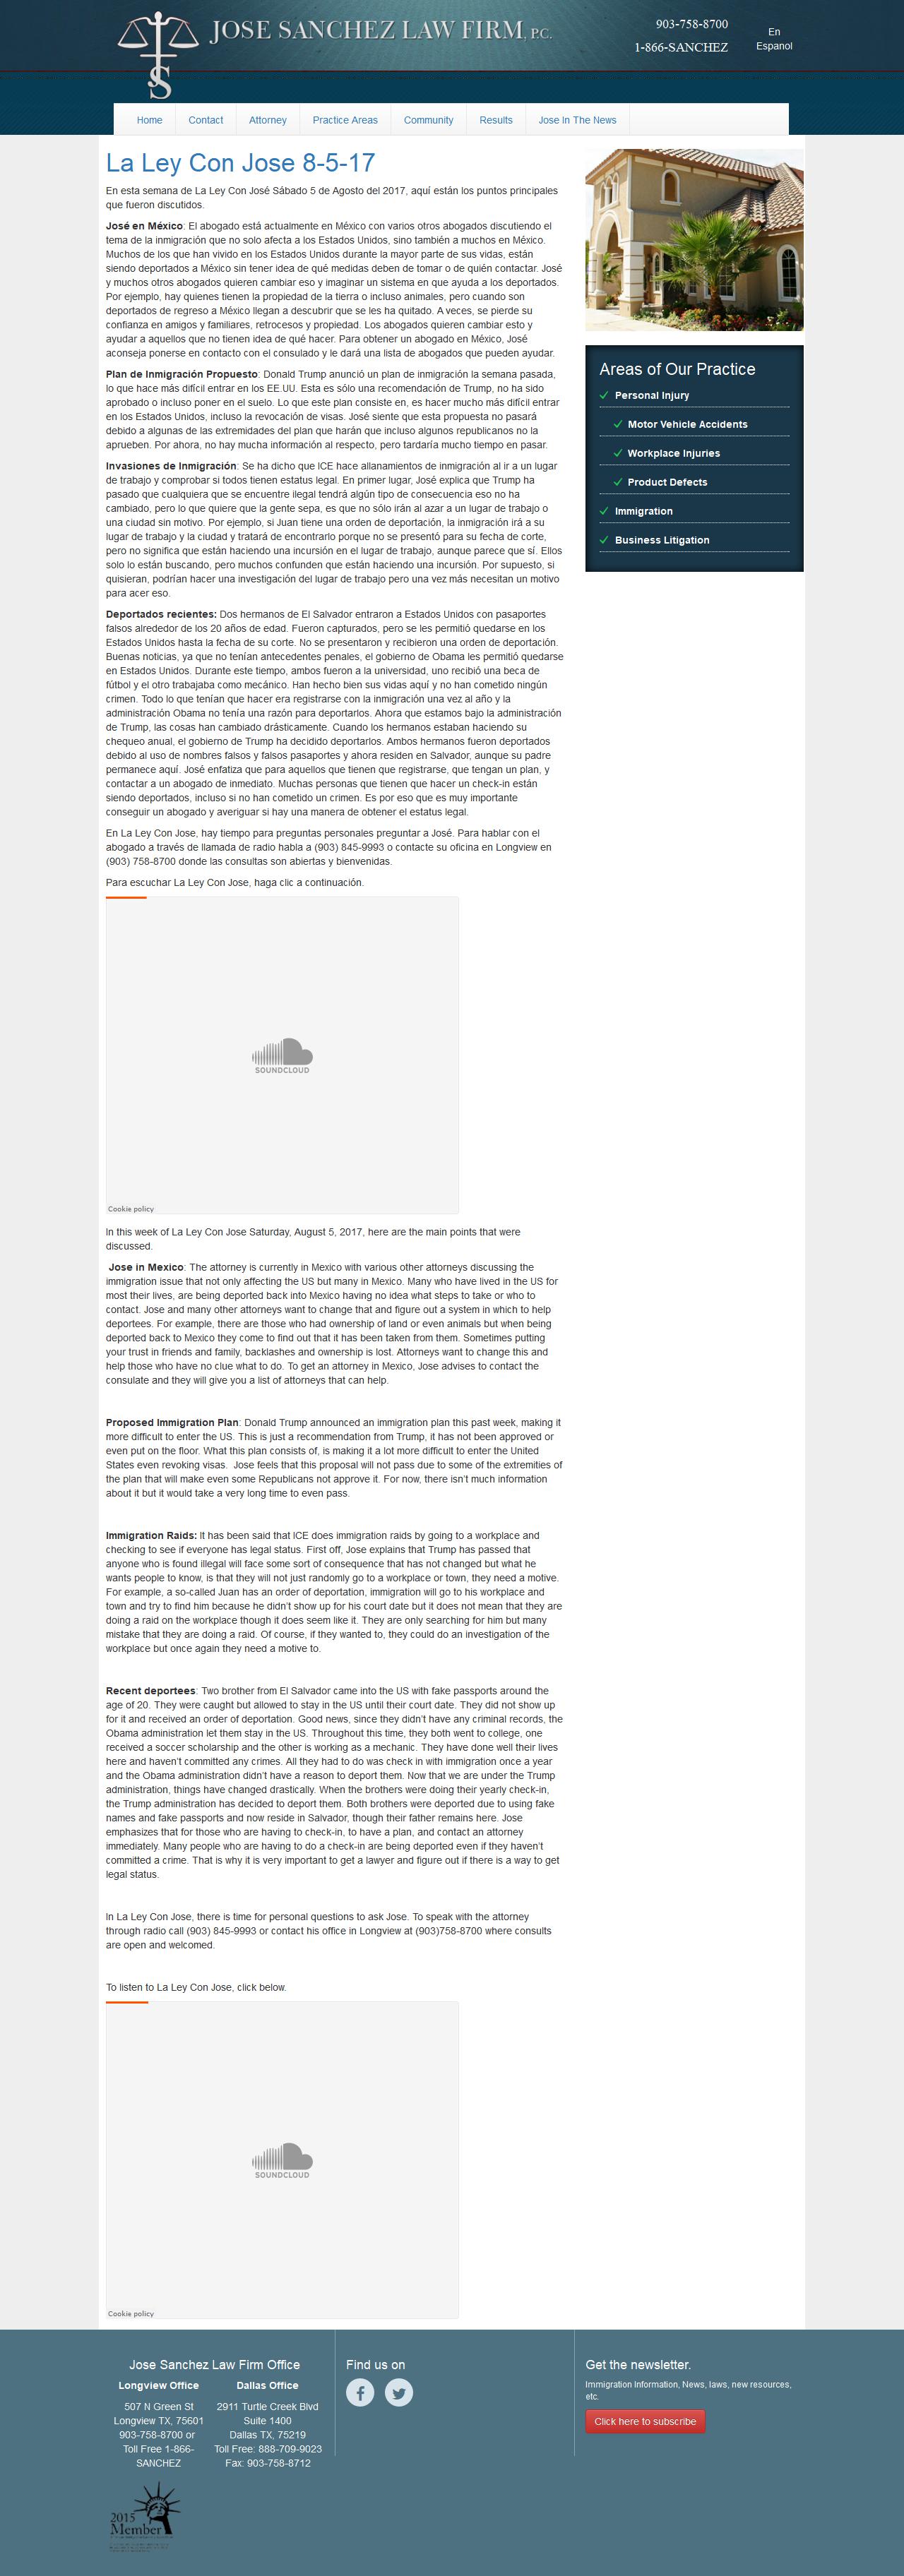 JOSE SANCHEZ LAW FIRM, P.C.
903-758-8700
1-866-SANCHEZ
En
Espanol
Home
Contact
Attorney
Practice Areas
Community
Results
Jose In The News
La Ley Con Jose 8-5-17
En esta semana de La Ley Con José Sábado 5 de Agosto del 2017, aquí están los puntos principales
que fueron discutidos.
José en México: El abogado está actualmente en México con varios otros abogados discutiendo el
tema de la inmigración que no solo afecta a los Estados Unidos, sino también a muchos en México.
Muchos de los que han vivido en los Estados Unidos durante la mayor parte de sus vidas, están
siendo deportados a México sin tener idea de qué medidas deben de tomar o de quién contactar. José
y muchos otros abogados quieren cambiar eso y imaginar un sistema en que ayuda a los deportados.
Por ejemplo, hay quienes tienen la propiedad de la tierra o incluso animales, pero cuando son
deportados de regreso a México llegan a descubrir que se les ha quitado. A veces, se pierde su
confianza en amigos y familiares, retrocesos y propiedad. Los abogados quieren cambiar esto y
ayudar a aquellos que no tienen idea de qué hacer. Para obtener un abogado en México, José
aconseja ponerse en contacto con el consulado y le dará una lista de abogados que pueden ayudar.
Plan de Inmigración Propuesto: Donald Trump anunció un plan de inmigración la semana pasada,
lo que hace más difícil entrar en los EE.UU. Esta es sólo una recomendación de Trump, no ha sido
aprobado o incluso poner en el suelo. Lo que este plan consiste en, es hacer mucho más difícil entrar
en los Estados Unidos, incluso la revocación de visas. José siente que esta propuesta no pasará
debido a algunas de las extremidades del plan que harán que incluso algunos republicanos no la
aprueben. Por ahora, no hay mucha información al respecto, pero tardaría mucho tiempo en pasar.
Invasiones de Inmigración: Se ha dicho que ICE hace allanamientos de inmigración al ir a un lugar
de trabajo y comprobar si todos tienen estatus legal. En primer lugar, José explica que Trump ha
pasado que cualquiera que se encuentre ilegal tendrá algún tipo de consecuencia eso no ha
cambiado, pero lo que quiere que la gente sepa, es que no sólo irán al azar a un lugar de trabajo o
una ciudad sin motivo. Por ejemplo, si Juan tiene una orden de deportación, la inmigración irá a su
lugar de trabajo y la ciudad y tratará de encontrarlo porque no se presentó para su fecha de corte,
pero no significa que están haciendo una incursión en el lugar de trabajo, aunque parece que sí. Ellos
solo lo están buscando, pero muchos confunden que están haciendo una incursión. Por supuesto, si
quisieran, podrían hacer una investigación del lugar de trabajo pero una vez más necesitan un motivo
para acer eso.
Deportados recientes: Dos hermanos de El Salvador entraron a Estados Unidos con pasaportes
falsos alrededor de los 20 años de edad. Fueron capturados, pero se les permitió quedarse en los
Estados Unidos hasta la fecha de su corte. No se presentaron y recibieron una orden de deportación.
Buenas noticias, ya que no tenían antecedentes penales, el gobierno de Obama les permitió quedarse
en Estados Unidos. Durante este tiempo, ambos fueron a la universidad, uno recibió una beca de
fútbol y el otro trabajaba como mecánico. Han hecho bien sus vidas aquí y no han cometido ningún
crimen. Todo lo que tenían que hacer era registrarse con la inmigración una vez al año y la
administración Obama no tenía una razón para deportarlos. Ahora que estamos bajo la administración
de Trump, las cosas han cambiado drásticamente. Cuando los hermanos estaban haciendo su
chequeo anual, el gobierno de Trump ha decidido deportarlos. Ambos hermanos fueron deportados
debido al uso de nombres falsos y falsos pasaportes y ahora residen en Salvador, aunque su padre
permanece aquí. José enfatiza que para aquellos que tienen que registrarse, que tengan un plan, y
contactar a un abogado de inmediato. Muchas personas que tienen que hacer un check-in están
siendo deportados, incluso si no han cometido un crimen. Es por eso que es muy importante
conseguir un abogado y averiguar si hay una manera de obtener el estatus legal.
En La Ley Con Jose, hay tiempo para preguntas personales preguntar a José. Para hablar con el
abogado a través de llamada de radio habla a (903) 845-9993 o contacte su oficina en Longview en
(903) 758-8700 donde las consultas son abiertas y bienvenidas.
Para escuchar La Ley Con Jose, haga clic a continuación.
SOUNDCLOUD
Cookie policy
In this week of La Ley Con Jose Saturday, August 5, 2017, here are the main points that were
discussed.
Jose in Mexico: The attorney is currently in Mexico with various other attorneys discussing the
immigration issue that not only affecting the US but many in Mexico. Many who have lived in the US for
most their lives, are being deported back into Mexico having no idea what steps to take or who to
contact. Jose and many other attorneys want to change that and figure out a system in which to help
deportees. For example, there are those who had ownership of land or even animals but when being
deported back to Mexico they come to find out that it has been taken from them. Sometimes putting
your trust in friends and family, backlashes and ownership is lost. Attorneys want to change this and
help those who have no clue what to do. To get an attorney in Mexico, Jose advises to contact the
consulate and they will give you a list of attorneys that can help.
Proposed Immigration Plan: Donald Trump announced an immigration plan this past week, making it
more difficult to enter the US. This is just a recommendation from Trump, it has not been approved or
even put on the floor. What this plan consists of, is making it a lot more difficult to enter the United
States even revoking visas.  Jose feels that this proposal will not pass due to some of the extremities of
the plan that will make even some Republicans not approve it. For now, there isn't much information
about it but it would take a very long time to even pass.
Immigration Raids: It has been said that ICE does immigration raids by going to a workplace and
checking to see if everyone has legal status. First off, Jose explains that Trump has passed that
anyone who is found illegal will face some sort of consequence that has not changed but what he
wants people to know, is that they will not just randomly go to a workplace or town, they need a motive.
For example, a so-called Juan has an order of deportation, immigration will go to his workplace and
town and try to find him because he didn't show up for his court date but it does not mean that they are
doing a raid on the workplace though it does seem like it. They are only searching for him but many
mistake that they are doing a raid. Of course, if they wanted to, they could do an investigation of the
workplace but once again they need a motive to.
Recent deportees: Two brother from El Salvador came into the US with fake passports around the
age of 20. They were caught but allowed to stay in the US until their court date. They did not show up
for it and received an order of deportation. Good news, since they didn't have any criminal records, the
Obama administration let them stay in the US. Throughout this time, they both went to college, one
received a soccer scholarship and the other is working as a mechanic. They have done well their lives
here and haven't committed any crimes. All they had to do was check in with immigration once a year
and the Obama administration didn't have a reason to deport them. Now that we are under the Trump
administration, things have changed drastically. When the brothers were doing their yearly check-in,
the Trump administration has decided to deport them. Both brothers were deported due to using fake
names and fake passports and now reside in Salvador, though their father remains here. Jose
emphasizes that for those who are having to check-in, to have a plan, and contact an attorney
immediately. Many people who are having to do a check-in are being deported even if they haven't
committed a crime. That is why it is very important to get a lawyer and figure out if there is a way to get
legal status.
In La Ley Con Jose, there is time for personal questions to ask Jose. To speak with the attorney
through radio call (903) 845-9993 or contact his office in Longview at (903)758-8700 where consults
are open and welcomed.
To listen to La Ley Con Jose, click below.
SOUNDCLOUD
Cookie policy
Areas of Our Practice
Personal Injury
Motor Vehicle Accidents
Workplace Injuries
Product Defects
Immigration
Business Litigation
Jose Sanchez Law Firm Office
Longview Office
507 N Green St
Longview TX, 75601
903-758-8700 or
Toll Free 1-866-
SANCHEZ
Dallas Office
2911 Turtle Creek Blvd
Suite 1400
Dallas TX, 75219
Toll Free: 888-709-9023
Fax: 903-758-8712
2015
Member
Find us on
Get the newsletter.
Immigration Information, News, laws, new resources,
etc.
Click here to subscribe